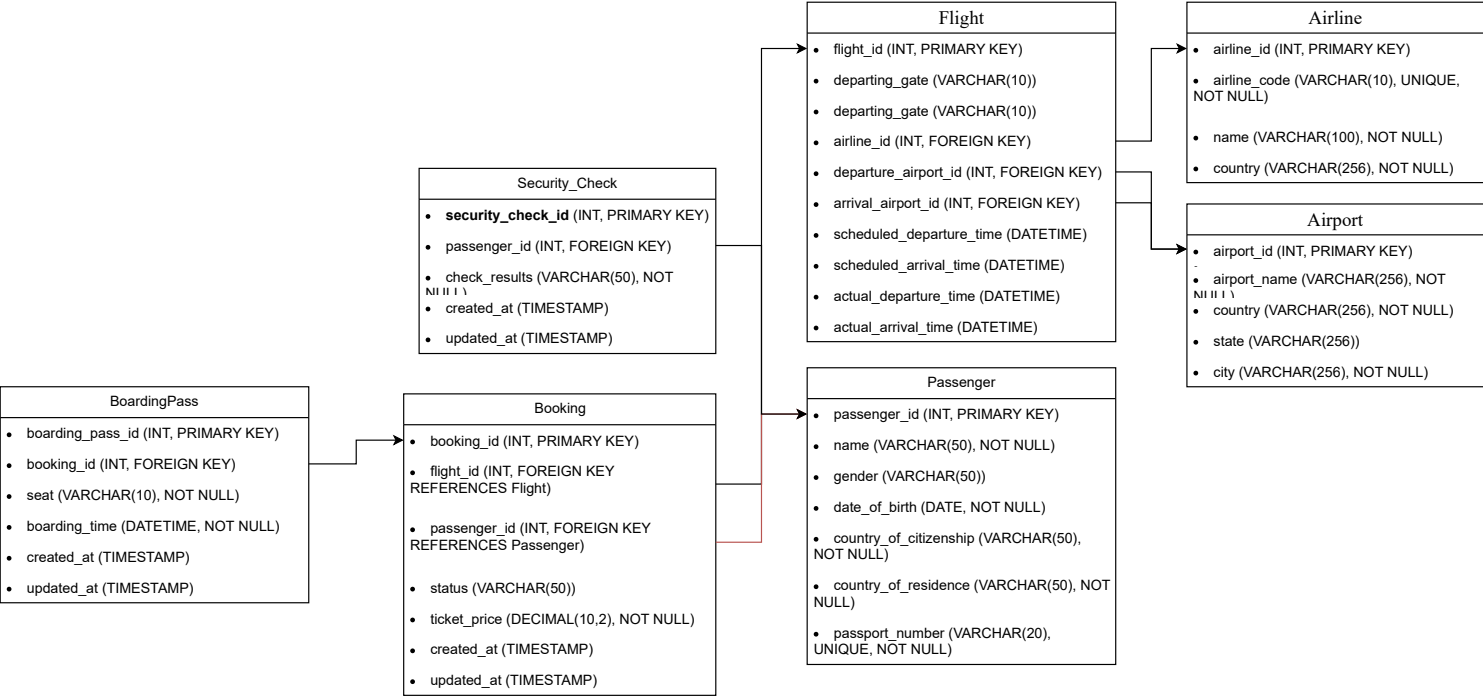 Flight
• flight_id (INT, PRIMARY KEY)
• departing_gate (VARCHAR(10))
• departing_gate (VARCHAR(10))
• airline_id (INT, FOREIGN KEY)
• departure_airport_id (INT, FOREIGN KEY)
• arrival_airport_id (INT, FOREIGN KEY)
• scheduled_departure_time (DATETIME)
• scheduled_arrival_time (DATETIME)
• actual_departure_time (DATETIME)
• actual_arrival_time (DATETIME)
Airline
• airline_id (INT, PRIMARY KEY)
• airline_code (VARCHAR(10), UNIQUE,
NOT NULL)
• name (VARCHAR(100), NOT NULL)
• country (VARCHAR(256), NOT NULL)
Security_Check
• security_check_id (INT, PRIMARY KEY)
• passenger_id (INT, FOREIGN KEY)
• check_results (VARCHAR(50), NOT
NULL)
• created_at (TIMESTAMP)
• updated_at (TIMESTAMP)
Airport
• airport_id (INT, PRIMARY KEY)
• airport_name (VARCHAR(256), NOT
NULL)
• country (VARCHAR(256), NOT NULL)
• state (VARCHAR(256))
• city (VARCHAR(256), NOT NULL)
BoardingPass
• boarding_pass_id (INT, PRIMARY KEY)
• booking_id (INT, FOREIGN KEY)
• seat (VARCHAR(10), NOT NULL)
• boarding_time (DATETIME, NOT NULL)
• created_at (TIMESTAMP)
• updated_at (TIMESTAMP)
Booking
• booking_id (INT, PRIMARY KEY)
• flight_id (INT, FOREIGN KEY
REFERENCES Flight)
• passenger_id (INT, FOREIGN KEY
REFERENCES Passenger)
• status (VARCHAR(50))
• ticket_price (DECIMAL(10,2), NOT NULL)
• created_at (TIMESTAMP)
• updated_at (TIMESTAMP)
Passenger
• passenger_id (INT, PRIMARY KEY)
• name (VARCHAR(50), NOT NULL)
• gender (VARCHAR(50))
• date_of_birth (DATE, NOT NULL)
• country_of_citizenship (VARCHAR(50),
NOT NULL)
• country_of_residence (VARCHAR(50), NOT
NULL)
• passport_number (VARCHAR(20),
UNIQUE, NOT NULL)